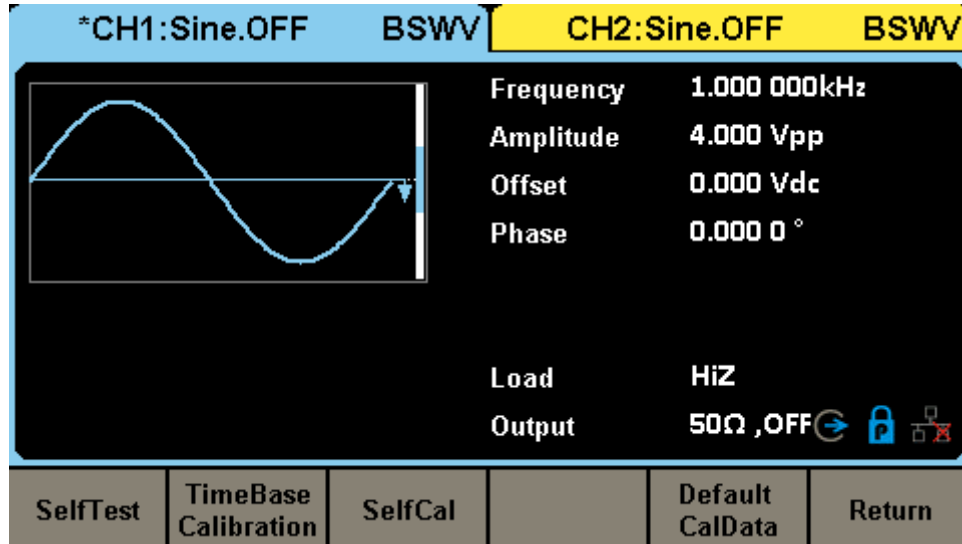 *CH1:Sine.OFF BSWV CH2:Sine.OFF BSWV
Frequency 1.000 000kHz
Amplitude 4.000 Vpp
Offset 0.000 Vdc
Phase 0.000 0 °
Load HiZ
Output 50Ω ,OFF P
SelfTest
TimeBase
Calibration
SelfCal
Default
CalData
Return